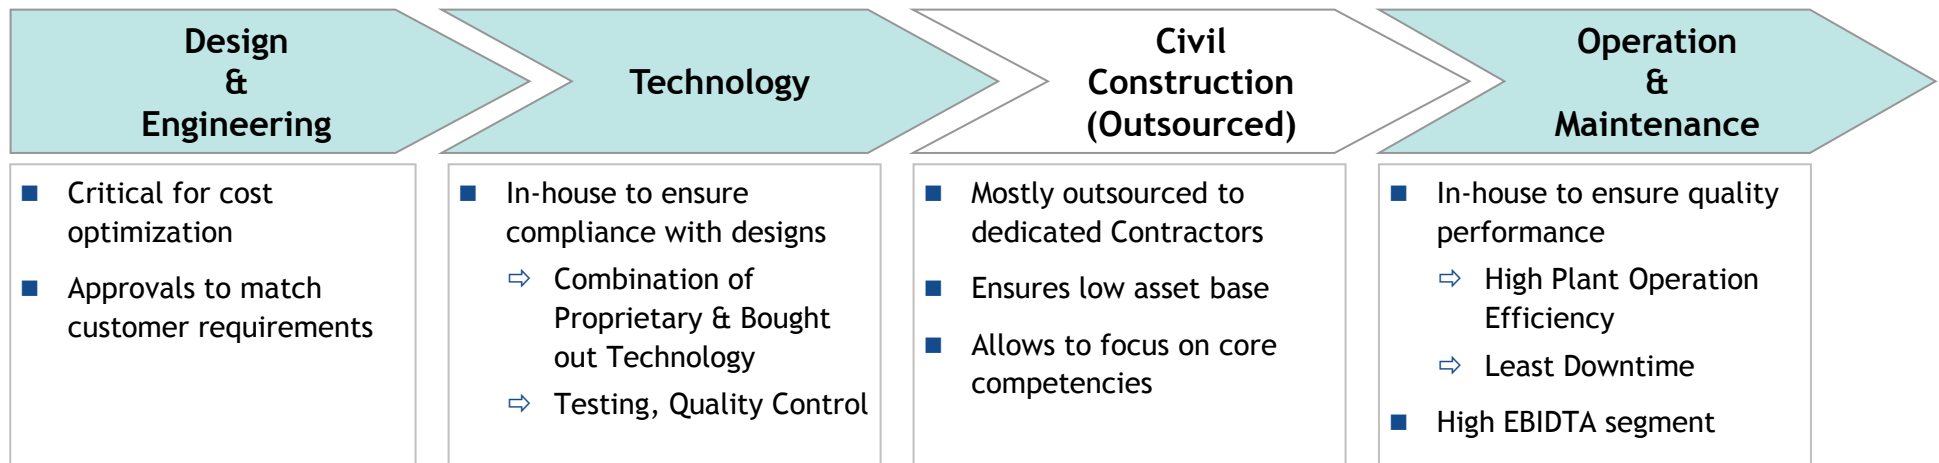 Design
&
Engineering
Technology
Civil
Construction
(Outsourced)
Operation
&
Maintenance
Critical for cost
optimization
Approvals to match
customer requirements
In-house to ensure
compliance with designs
Combination of
Proprietary & Bought
out Technology
Testing, Quality Control
Mostly outsourced to
dedicated Contractors
Ensures low asset base
Allows to focus on core
competencies
In-house to ensure quality
performance
High Plant Operation
Efficiency
Least Downtime
High EBIDTA segment